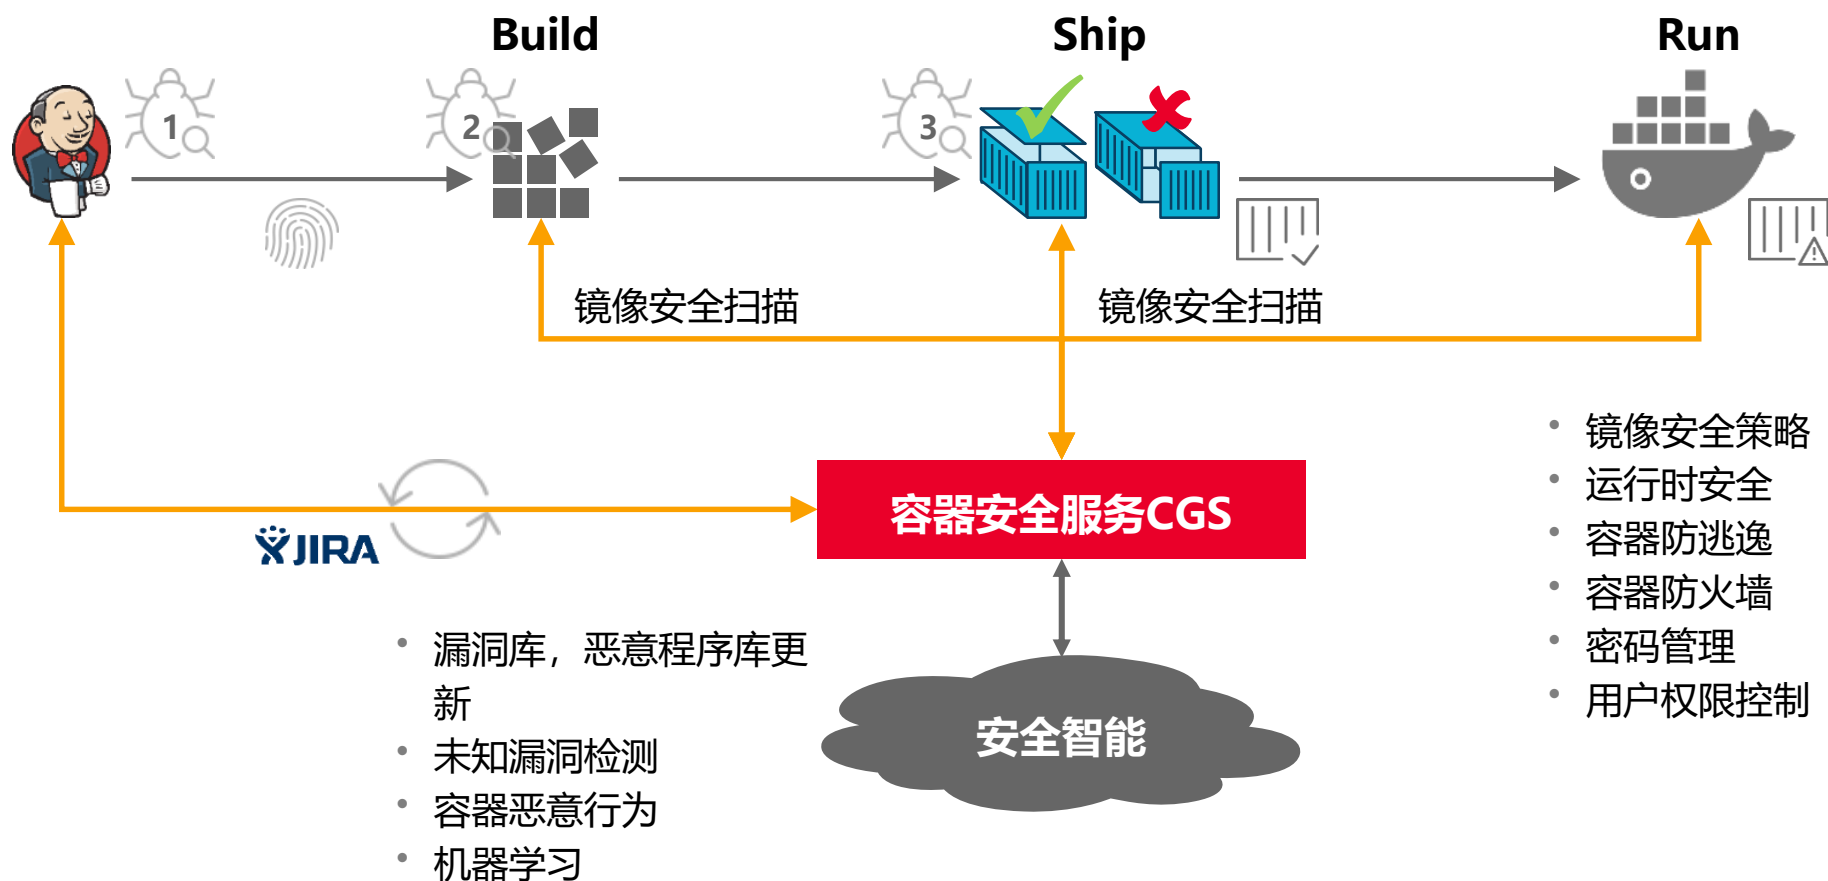 Build
Ship
Run
1
2
3
镜像安全扫描
镜像安全扫描
容器安全服务CGS
JIRA
安全智能
漏洞库，恶意程序库更
新
未知漏洞检测
容器恶意行为
机器学习
镜像安全策略
运行时安全
容器防逃逸
容器防火墙
密码管理
用户权限控制